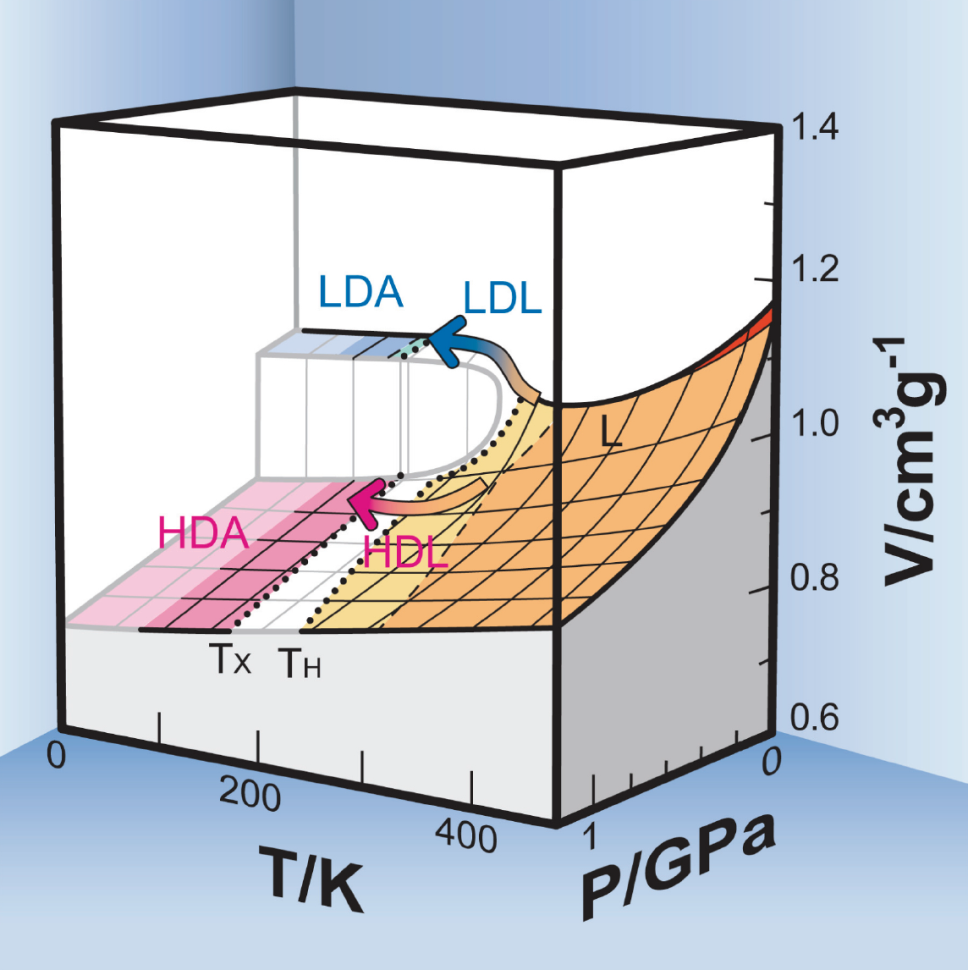 1.4
1.2
LDA
LDL
L
1.0
V/cm³g⁻¹
HDA
HDL
0.8
Tx
TH
0.6
0
200
400
1
0
T/K
P/GPa